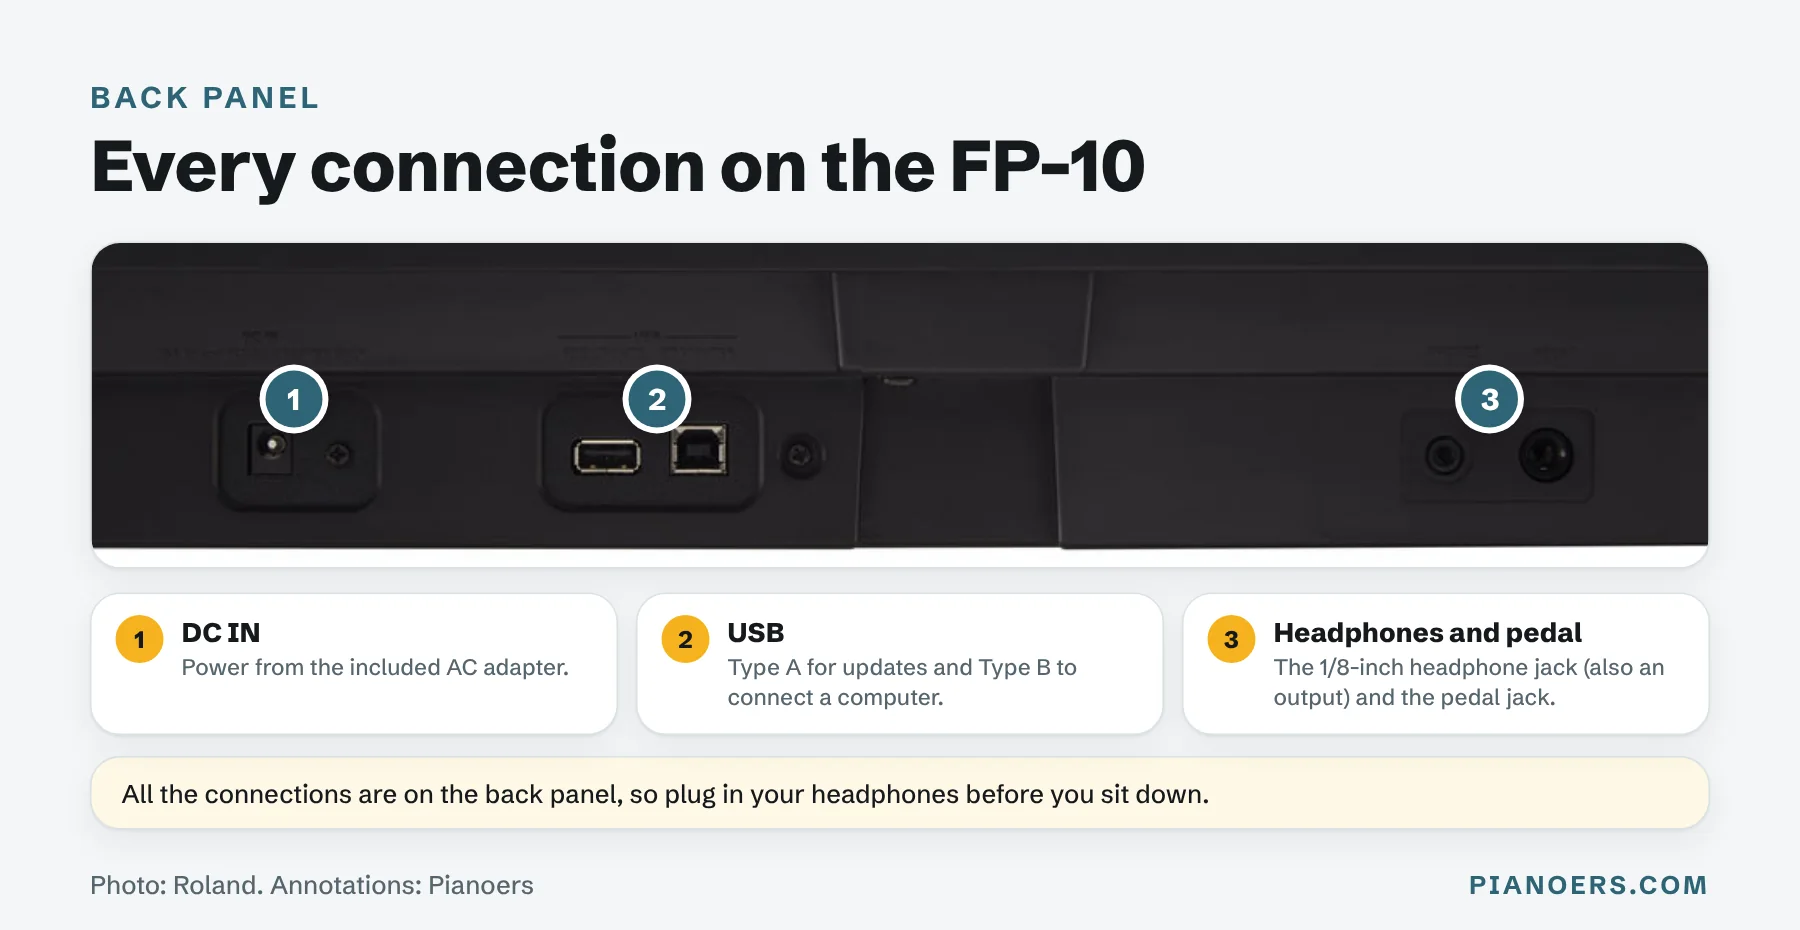 BACK PANEL
Every connection on the FP-10
1
2
3
1
DC IN
Power from the included AC adapter.
2
USB
Type A for updates and Type B to
connect a computer.
3
Headphones and pedal
The 1/8-inch headphone jack (also an
output) and the pedal jack.
All the connections are on the back panel, so plug in your headphones before you sit down.
Photo: Roland. Annotations: Pianoers
PIANOERS.COM